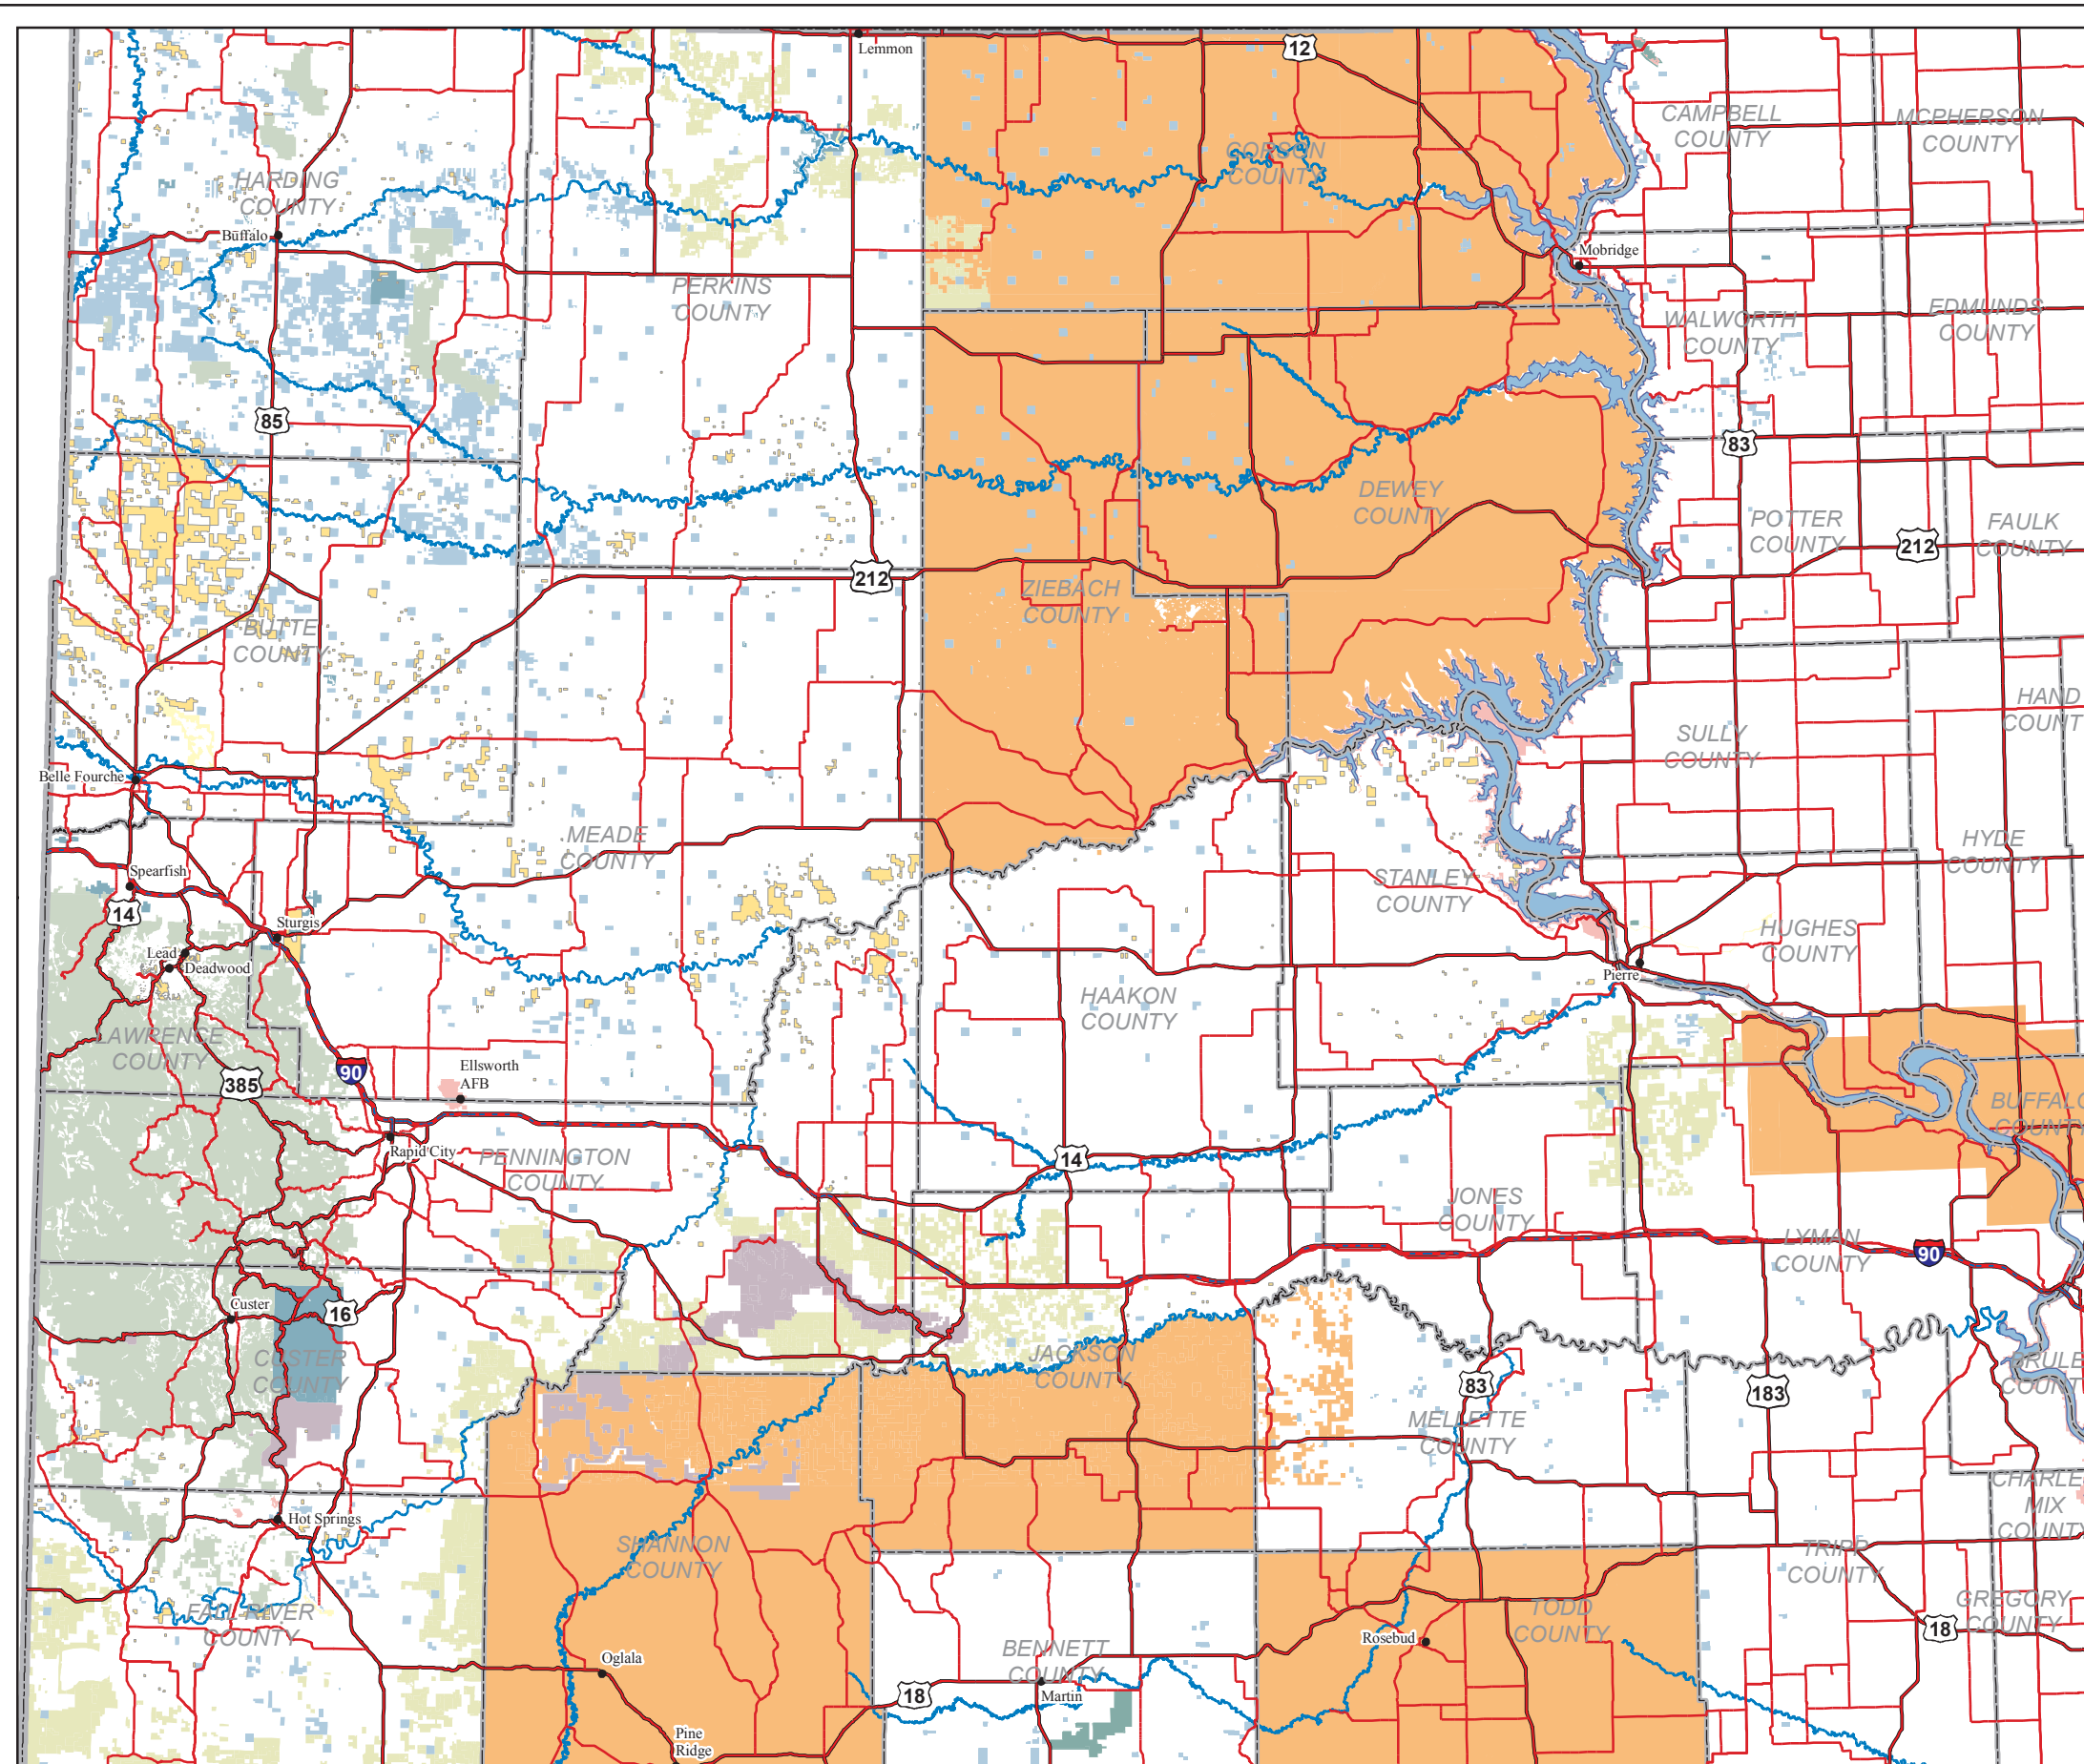 Lemmon
12
CAMPBELL
COUNTY
MCPHERSON
COUNTY
CORSON
COUNTY
HARDING
COUNTY
Buffalo
Mobridge
PERKINS
COUNTY
WALWORTH
COUNTY
EDMUNDS
COUNTY
85
83
DEWEY
COUNTY
POTTER
COUNTY
212
FAULK
COUNTY
212
ZIEBACH
COUNTY
BUTTE
COUNTY
HAND
COUNT
SULLY
COUNTY
Belle Fourche
MEADE
COUNTY
HYDE
COUNTY
Spearfish
STANLEY
COUNTY
14
Sturgis
HUGHES
COUNTY
Lead
Deadwood
Pierre
HAAKON
COUNTY
LAWRENCE
COUNTY
385
90
Ellsworth
AFB
BUFFALO
COUNTY
Rapid City
PENNINGTON
COUNTY
14
JONES
COUNTY
LYMAN
COUNTY
90
Custer
16
CUSTER
COUNTY
JACKSON
COUNTY
BRULE
COUNT
83
183
MELLETTE
COUNTY
CHARLE
MIX
COUNTY
Hot Springs
SHANNON
COUNTY
TRIPP
COUNTY
GREGORY
COUNTY
FALL RIVER
COUNTY
TODD
COUNTY
18
Rosebud
BENNETT
COUNTY
Oglala
18
Martin
Pine
Ridge